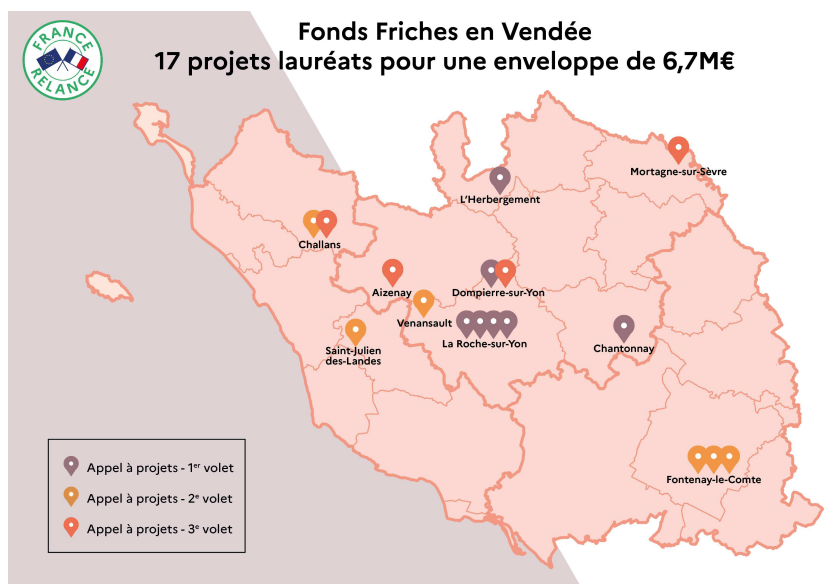 FRANCE
RELANCE
Fonds Friches en Vendée
17 projets lauréats pour une enveloppe de 6,7M€
Mortagne-sur-Sèvre
L'Herbergement
Challans
Aizenay
Dompierre-sur-Yon
Venansault
La Roche-sur-Yon
Chantonnay
Saint-Julien
des-Landes
Fontenay-le-Comte
Appel à projets - 1er volet
Appel à projets - 2e volet
Appel à projets - 3e volet